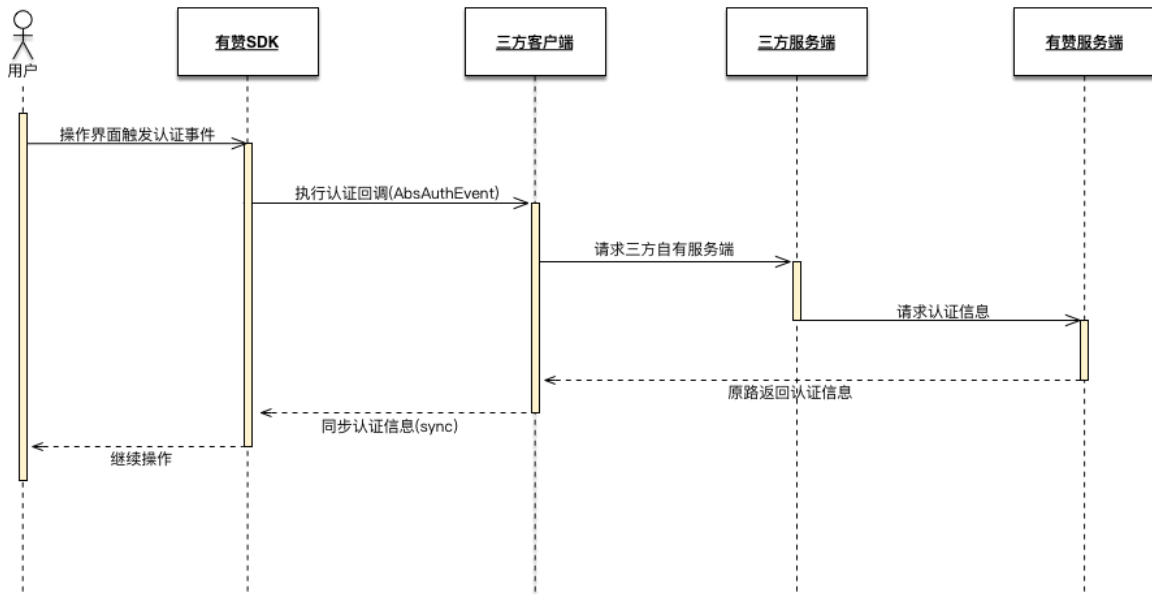 用户
有赞SDK
三方客户端
三方服务端
有赞服务端
操作界面触发认证事件
执行认证回调(AbsAuthEvent)
请求三方自有服务端
请求认证信息
原路返回认证信息
同步认证信息(sync)
继续操作